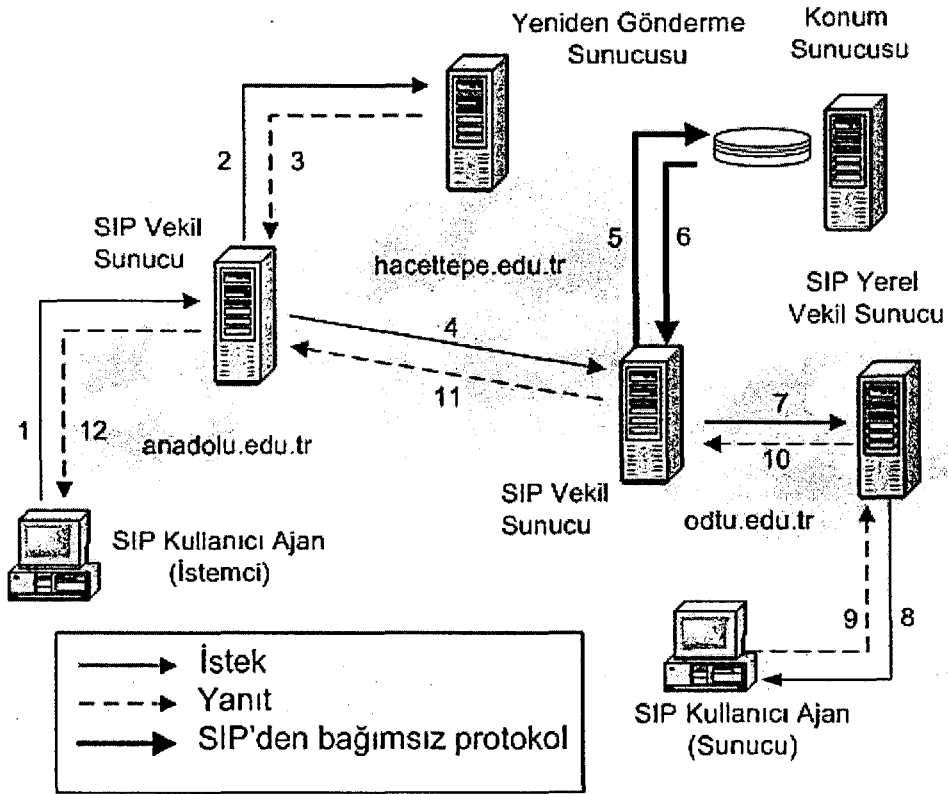 Yeniden Gönderme
Sunucusu
Konum
Sunucusu
2
3
SIP Vekil
Sunucu
5
6
hacettepe.edu.tr
SIP Yerel
Vekil Sunucu
4
11
7
1
12
anadolu.edu.tr
10
SIP Vekil
Sunucu
odtu.edu.tr
SIP Kullanıcı Ajan
(İstemci)
9
8
İstek
Yanıt
SIP'den bağımsız protokol
SIP Kullanıcı Ajan
(Sunucu)